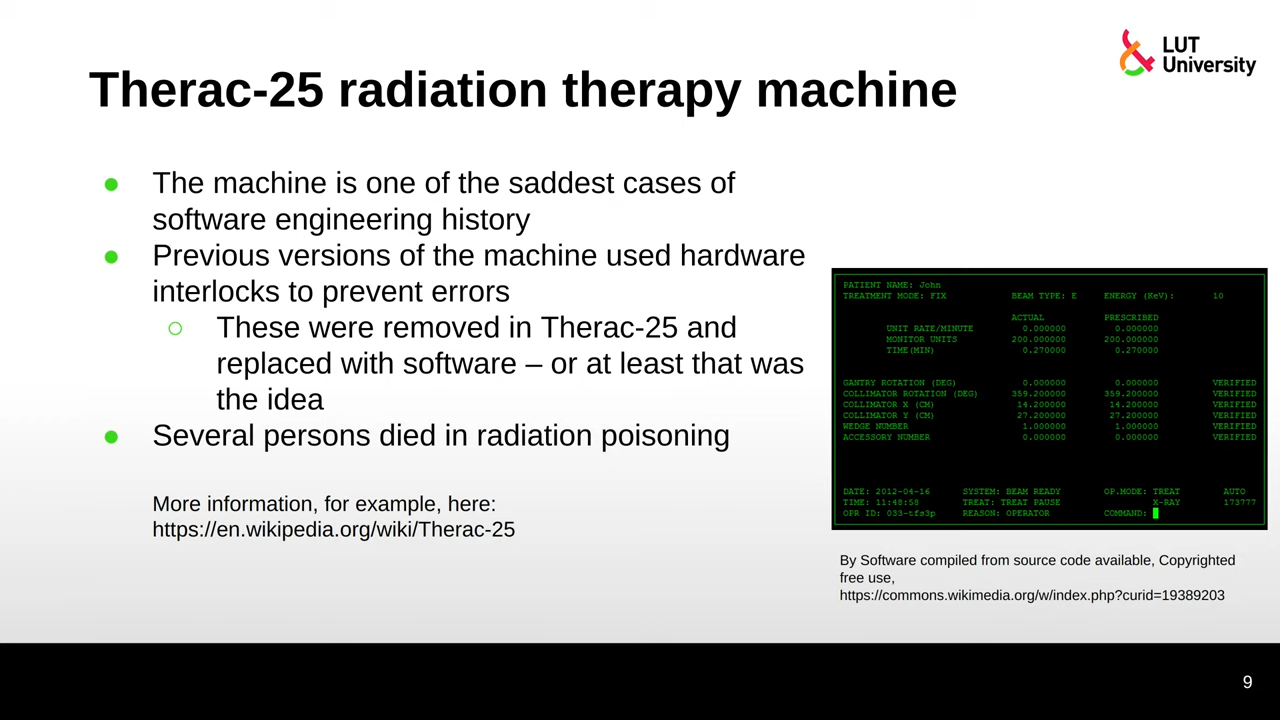 LUT
University
Therac-25 radiation therapy machine
● The machine is one of the saddest cases of
software engineering history
● Previous versions of the machine used hardware
interlocks to prevent errors
○ These were removed in Therac-25 and
replaced with software – or at least that was
the idea
● Several persons died in radiation poisoning
More information, for example, here:
https://en.wikipedia.org/wiki/Therac-25
PATIENT NAME: John
TREATMENT MODE: FIX BEAM TYPE: E ENERGY (KeV): 10
ACTUAL PRESCRIBED
UNIT RATE/MINUTE 0.000000 0.000000
MONITOR UNITS 200.000000 200.000000
TIME(MIN) 0.270000 0.270000
GANTRY ROTATION (DEG) 0.000000 0.000000 VERIFIED
COLLIMATOR ROTATION (DEG) 359.200000 359.200000 VERIFIED
COLLIMATOR X (CM) 14.200000 14.200000 VERIFIED
COLLIMATOR Y (CM) 27.200000 27.200000 VERIFIED
WEDGE NUMBER 1.000000 1.000000 VERIFIED
ACCESSORY NUMBER 0.000000 0.000000 VERIFIED
DATE: 2012-04-16 SYSTEM: BEAM READY OP.MODE: TREAT AUTO
TIME: 11:48:58 TREAT: TREAT PAUSE X-RAY 173777
OPR ID: 033-tfs3p REASON: OPERATOR COMMAND:
By Software compiled from source code available, Copyrighted
free use,
https://commons.wikimedia.org/w/index.php?curid=19389203
9